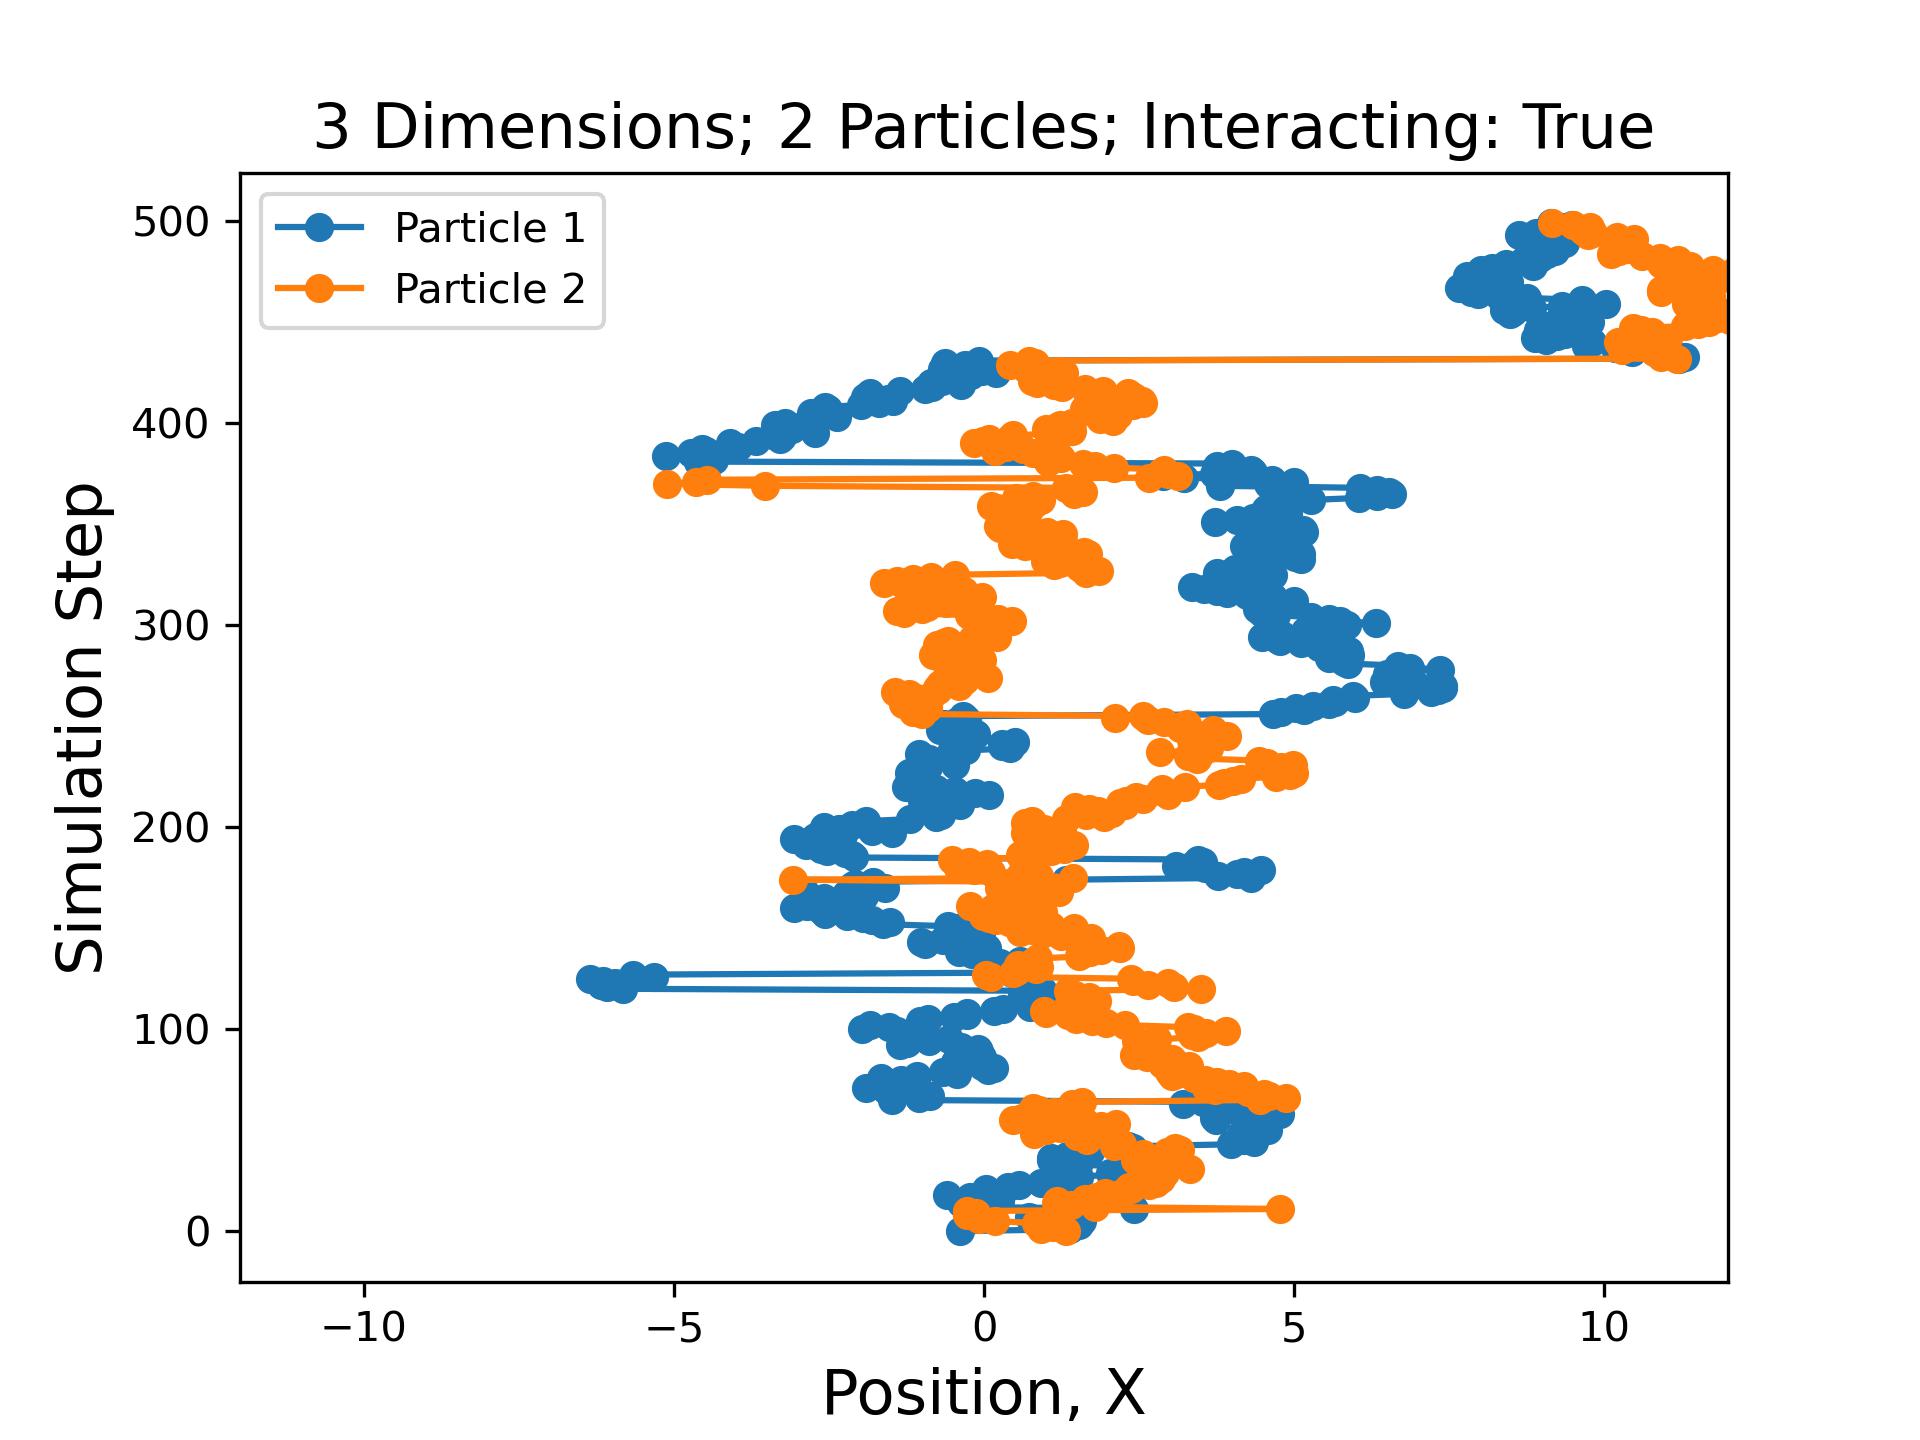 3 Dimensions; 2 Particles; Interacting: True
Particle 1
Particle 2
Simulation Step
500
400
300
200
100
0
−10
−5
0
5
10
Position, X